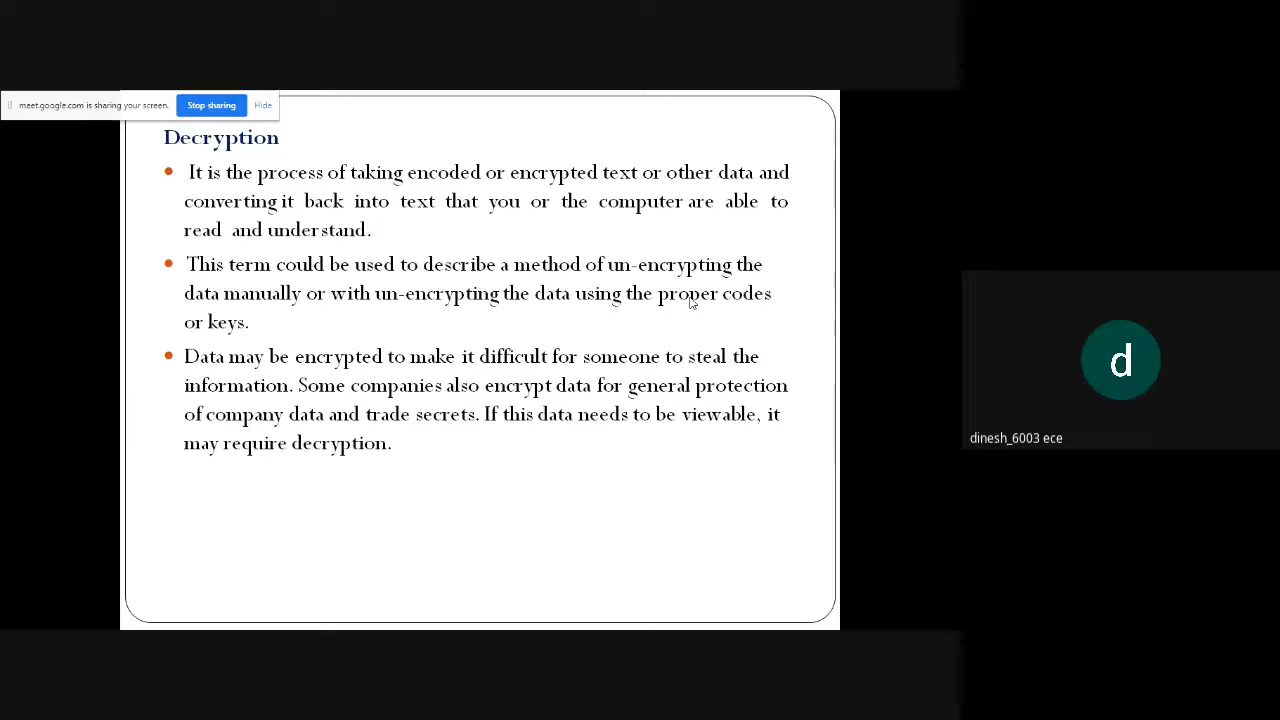 meet.google.com is sharing your screen. Stop sharing Hide
Decryption
It is the process of taking encoded or encrypted text or other data and
converting it back into text that you or the computer are able to
read and understand.
This term could be used to describe a method of un-encrypting the
data manually or with un-encrypting the data using the proper codes
or keys.
Data may be encrypted to make it difficult for someone to steal the
information. Some companies also encrypt data for general protection
of company data and trade secrets. If this data needs to be viewable, it
may require decryption.
d
dinesh_6003 ece